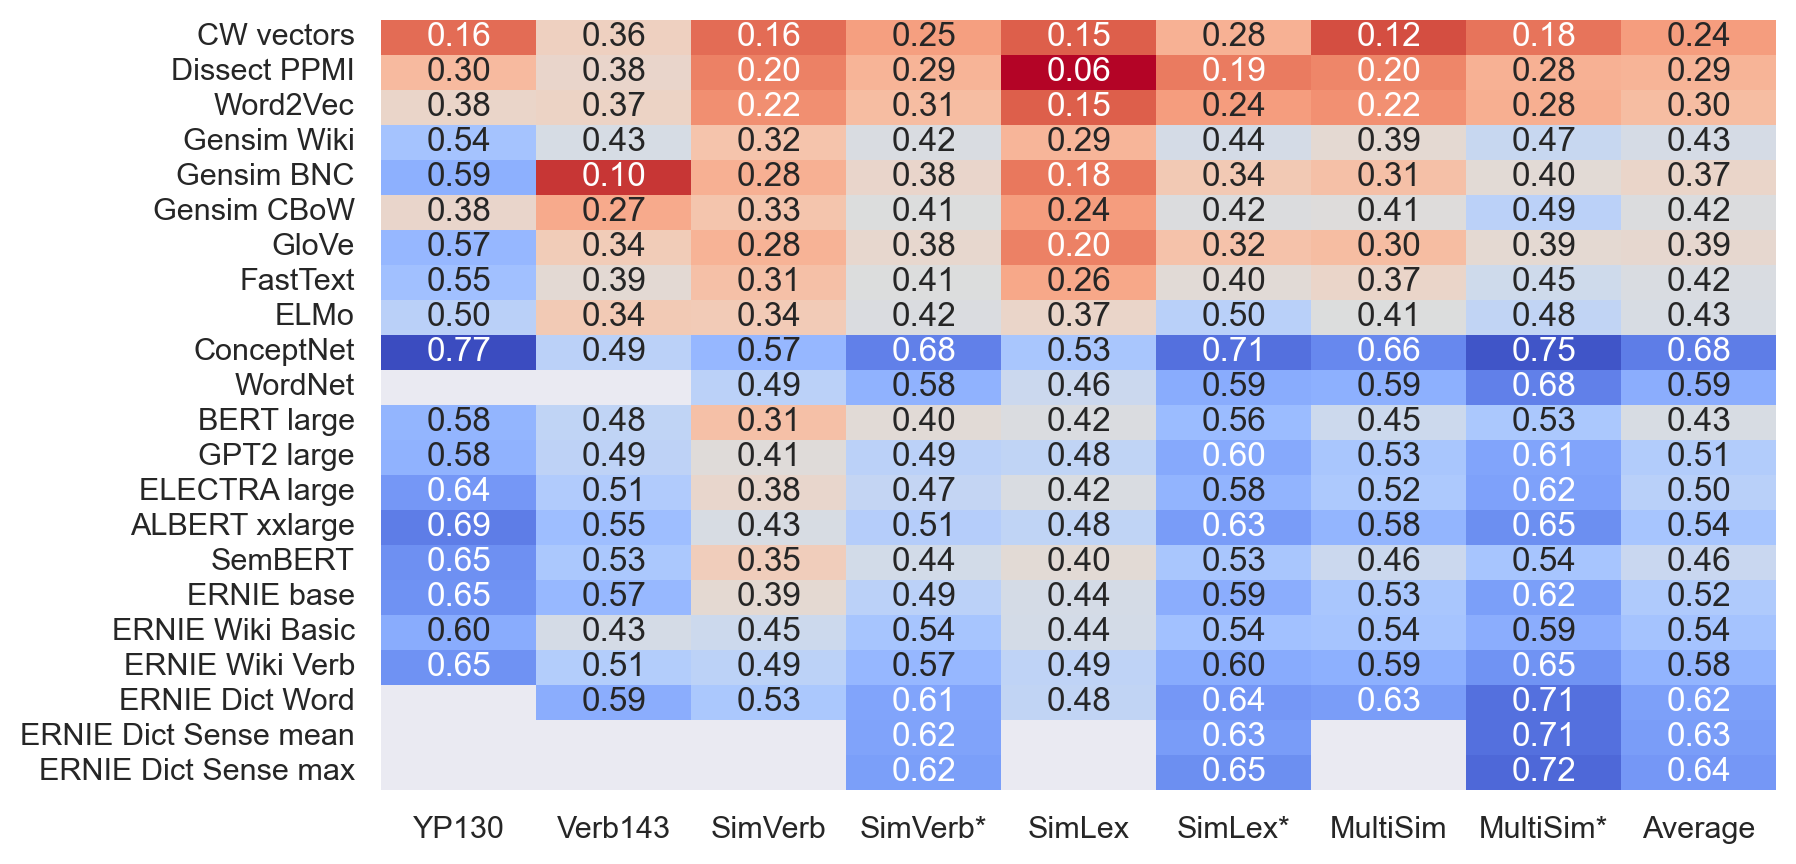 CW vectors 0.16 0.36 0.16 0.25 0.15 0.28 0.12 0.18 0.24
Dissect PPMI 0.30 0.38 0.20 0.29 0.06 0.19 0.20 0.28 0.29
Word2Vec 0.38 0.37 0.22 0.31 0.15 0.24 0.22 0.28 0.30
Gensim Wiki 0.54 0.43 0.32 0.42 0.29 0.44 0.39 0.47 0.43
Gensim BNC 0.59 0.10 0.28 0.38 0.18 0.34 0.31 0.40 0.37
Gensim CBoW 0.38 0.27 0.33 0.41 0.24 0.42 0.41 0.49 0.42
GloVe 0.57 0.34 0.28 0.38 0.20 0.32 0.30 0.39 0.39
FastText 0.55 0.39 0.31 0.41 0.26 0.40 0.37 0.45 0.42
ELMo 0.50 0.34 0.34 0.42 0.37 0.50 0.41 0.48 0.43
ConceptNet 0.77 0.49 0.57 0.68 0.53 0.71 0.66 0.75 0.68
WordNet 0.49 0.58 0.46 0.59 0.59 0.68 0.59
BERT large 0.58 0.48 0.31 0.40 0.42 0.56 0.45 0.53 0.43
GPT2 large 0.58 0.49 0.41 0.49 0.48 0.60 0.53 0.61 0.51
ELECTRA large 0.64 0.51 0.38 0.47 0.42 0.58 0.52 0.62 0.50
ALBERT xxlarge 0.69 0.55 0.43 0.51 0.48 0.63 0.58 0.65 0.54
SemBERT 0.65 0.53 0.35 0.44 0.40 0.53 0.46 0.54 0.46
ERNIE base 0.65 0.57 0.39 0.49 0.44 0.59 0.53 0.62 0.52
ERNIE Wiki Basic 0.60 0.43 0.45 0.54 0.44 0.54 0.54 0.59 0.54
ERNIE Wiki Verb 0.65 0.51 0.49 0.57 0.49 0.60 0.59 0.65 0.58
ERNIE Dict Word 0.59 0.53 0.61 0.48 0.64 0.63 0.71 0.62
ERNIE Dict Sense mean 0.62 0.63 0.71 0.63
ERNIE Dict Sense max 0.62 0.65 0.72 0.64
YP130 Verb143 SimVerb SimVerb* SimLex SimLex* MultiSim MultiSim* Average